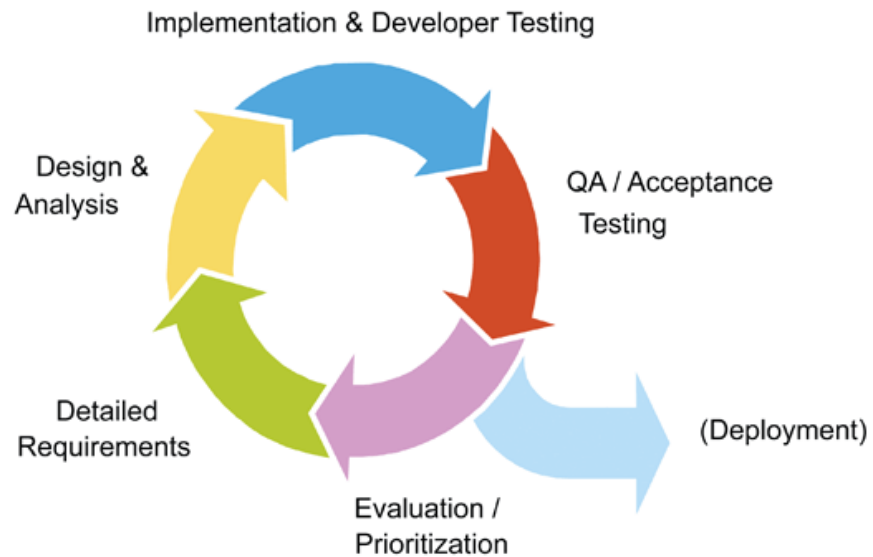 Implementation & Developer Testing
Design &
Analysis
QA / Acceptance
Testing
Detailed
Requirements
(Deployment)
Evaluation /
Prioritization